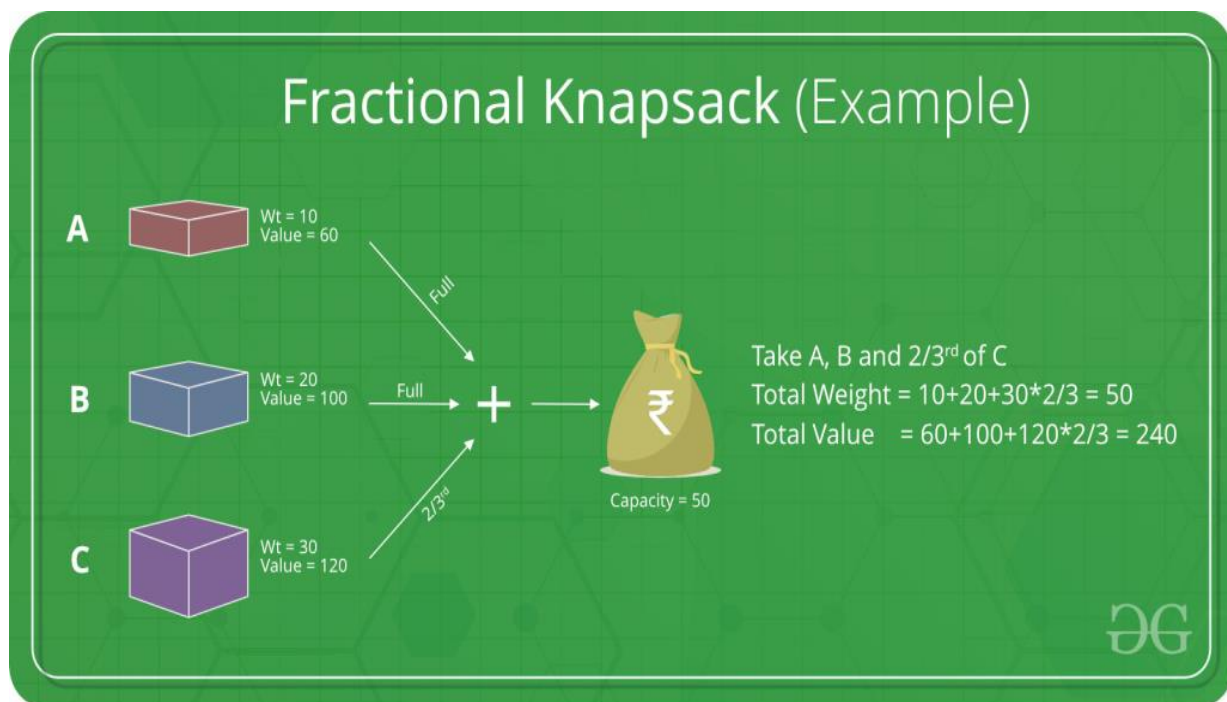 Fractional Knapsack (Example)
A
Wt = 10
Value = 60
Full
B
Wt = 20
Value = 100
Full
C
Wt = 30
Value = 120
2/3rd
+
₹
Capacity = 50
Take A, B and 2/3rd of C
Total Weight = 10+20+30*2/3 = 50
Total Value = 60+100+120*2/3 = 240
GG